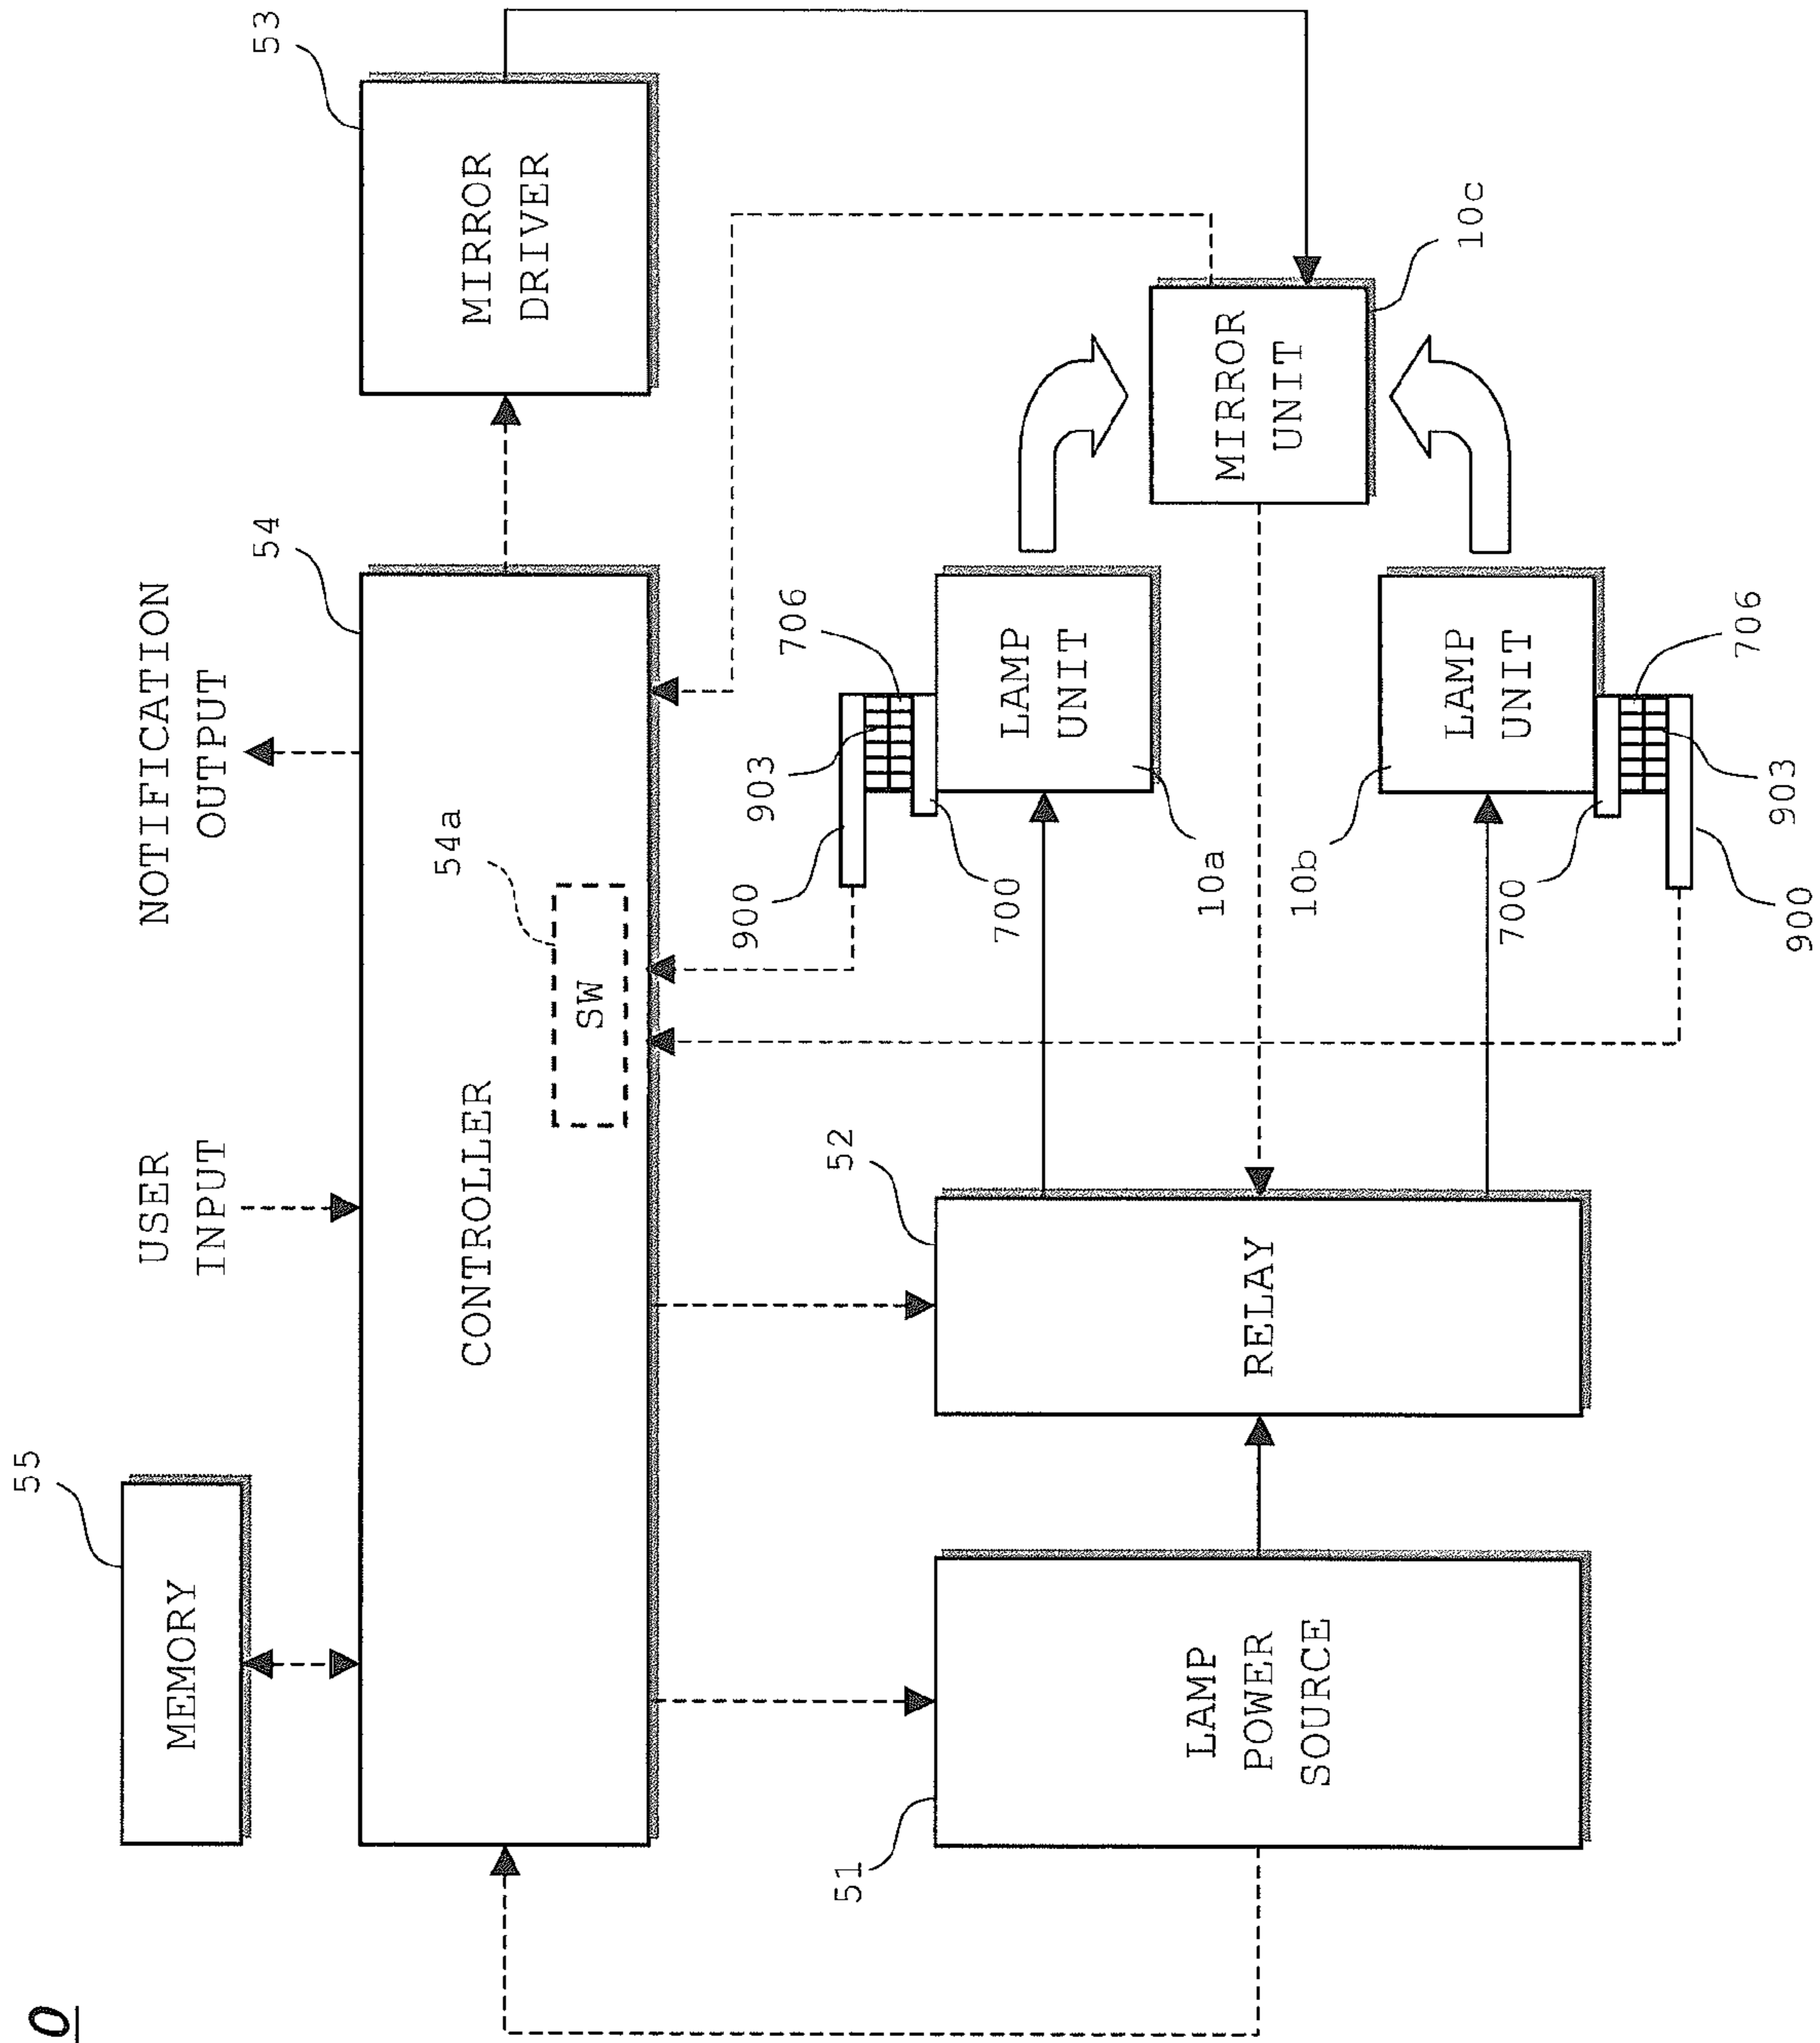 0
55
MEMORY
USER
INPUT
NOTIFICATION
OUTPUT
54
53
CONTROLLER
54a
SW
MIRROR
DRIVER
51
LAMP
POWER
SOURCE
52
RELAY
900
903
706
700
LAMP
UNIT
10a
MIRROR
UNIT
10c
10b
LAMP
UNIT
700
706
903
900